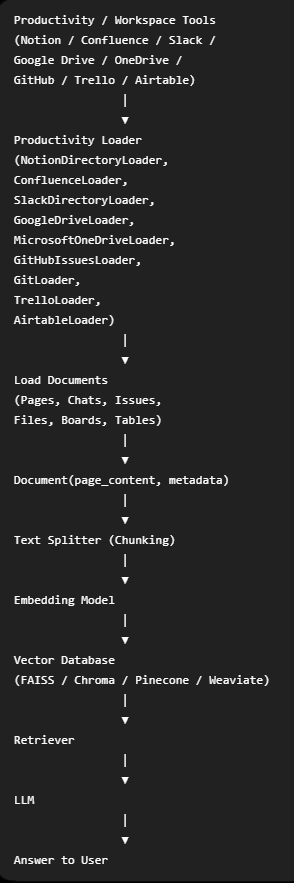 Productivity / Workspace Tools
(Notion / Confluence / Slack /
Google Drive / OneDrive /
GitHub / Trello / Airtable)
|
▼
Productivity Loader
(NotionDirectoryLoader,
ConfluenceLoader,
SlackDirectoryLoader,
GoogleDriveLoader,
MicrosoftOneDriveLoader,
GitHubIssuesLoader,
GitLoader,
TrelloLoader,
AirtableLoader)
|
▼
Load Documents
(Pages, Chats, Issues,
Files, Boards, Tables)
|
▼
Document(page_content, metadata)
|
▼
Text Splitter (Chunking)
|
▼
Embedding Model
|
▼
Vector Database
(FAISS / Chroma / Pinecone / Weaviate)
|
▼
Retriever
|
▼
LLM
|
▼
Answer to User